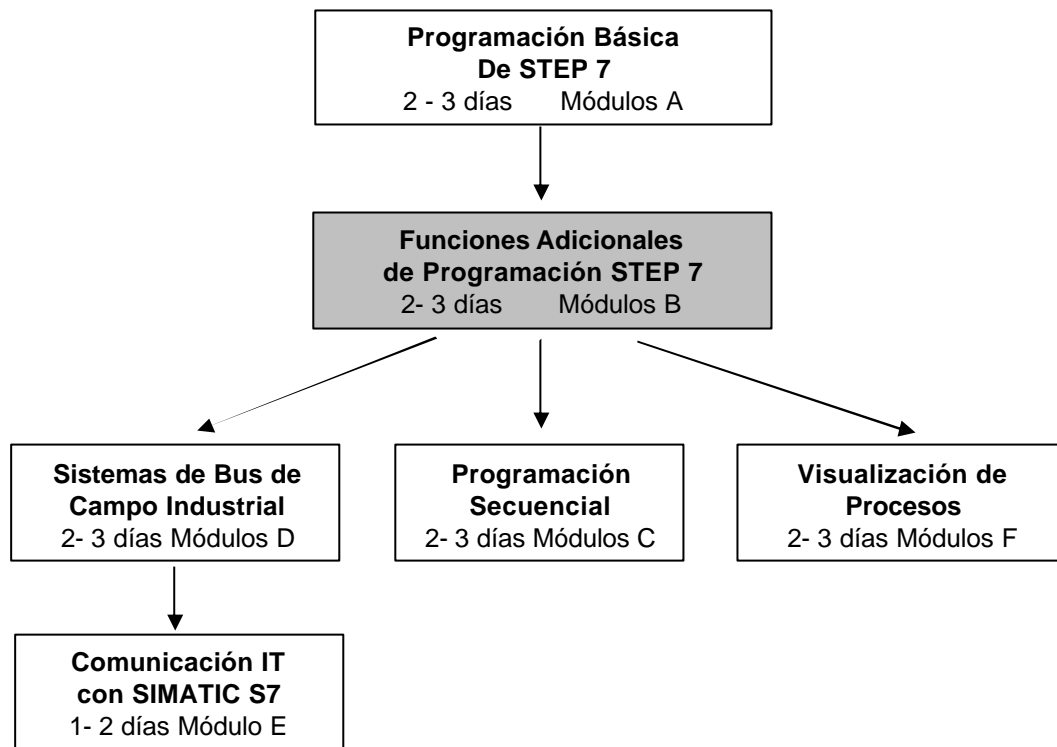 Programación Básica
De STEP 7
2 - 3 días Módulos A
Funciones Adicionales
de Programación STEP 7
2- 3 días Módulos B
Sistemas de Bus de
Campo Industrial
2- 3 días Módulos D
Programación
Secuencial
2- 3 días Módulos C
Visualización de
Procesos
2- 3 días Módulos F
Comunicación IT
con SIMATIC S7
1- 2 días Módulo E